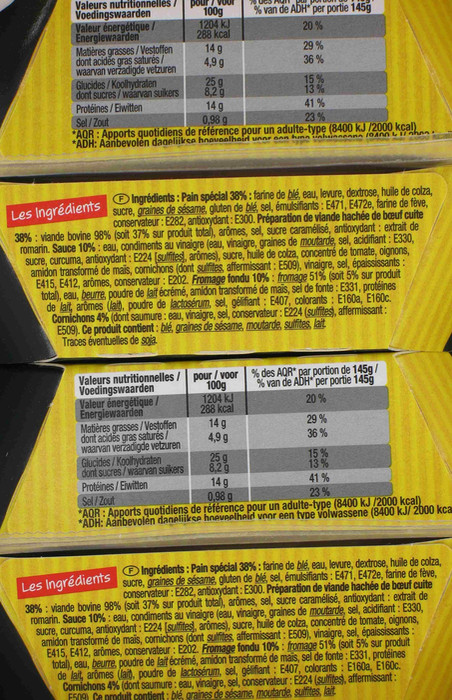 Valeurs nutritionnelles / pour / voor
Voedingswaarden 100g % van de ADH* per portie 145g
Valeur énergétique / 1204 kJ 20 %
Energiewaarden 288 kcal
Matières grasses / Vestoffen 14 g 29 %
dont acides gras saturés / 4,9 g 36 %
waarvan verzadigde vetzuren
Glucides / Koolhydraten 25 g 15 %
dont sucres / waarvan suikers 8,2 g 13 %
Protéines / Eiwitten 14 g 41 %
Sel / Zout 0,98 g 23 %
*AQR : Apports quotidiens de référence pour un adulte-type (8400 kJ /2000 kcal)
*ADH: Aanbevolen dagelijkse hoeveelheid voor een type volwassene
Les Ingrédients
F Ingrédients : Pain spécial 38% : farine de blé, eau, levure, dextrose, huile de colza,
sucre, graines de sésame, gluten de blé, sel, émulsifiants : E471, E472e, farine de fève,
conservateur : E282, antioxydant : E300. Préparation de viande hachée de bœuf cuite
38% : viande bovine 98% (soit 37% sur produit total), arômes, sel, sucre caramélisé, antioxydant : extrait de
romarin. Sauce 10% : eau, condiments au vinaigre (eau, vinaigre, graines de moutarde, sel, acidifiant : E330,
sucre, curcuma, antioxydant : E224 [sulfites], arômes), sucre, huile de colza, concentré de tomate, oignons,
amidon transformé de maïs, cornichons (dont sulfites, affermissant : E509), vinaigre, sel, épaississants :
E415, E412, arômes, conservateur : E202. Fromage fondu 10% : fromage 51% (soit 5% sur produit
total), eau, beurre, poudre de lait écrémé, amidon transformé de maïs, sel de fonte : E331, protéines
de lait, arômes (lait), poudre de lactosérum, sel, gélifiant : E407, colorants : E160a, E160c.
Cornichons 4% (dont saumure : eau, vinaigre, sel, conservateur : E224 (sulfites), affermissant :
E509). Ce produit contient : blé, graines de sésame, moutarde, sulfites, lait.
Traces éventuelles de soja.
Valeurs nutritionnelles / pour / voor % des AQR* par portion de 145g /
Voedingswaarden 100g % van de ADH* per portie 145g
Valeur énergétique / 1204 kJ 20 %
Energiewaarden 288 kcal
Matières grasses / Vestoffen 14 g 29 %
dont acides gras saturés / 4,9 g 36 %
waarvan verzadigde vetzuren
Glucides / Koolhydraten 25 g 15 %
dont sucres / waarvan suikers 8,2 g 13 %
Protéines / Eiwitten 14 g 41 %
Sel / Zout 0,98 g 23 %
*AQR : Apports quotidiens de référence pour un adulte-type (8400 kJ /2000 kcal)
*ADH: Aanbevolen dagelijkse hoeveelheid voor een type volwassene (8400 kJ/ 2000 kca
Les Ingrédients
F Ingrédients : Pain spécial 38% : farine de blé, eau, levure, dextrose, huile de colza,
sucre, graines de sésame, gluten de blé, sel, émulsifiants : E471, E472e, farine de fève,
conservateur : E282, antioxydant : E300. Préparation de viande hachée de bœuf cuite
38% : viande bovine 98% (soit 37% sur produit total), arômes, sel, sucre caramélisé, antioxydant : extrait de
romarin. Sauce 10% : eau, condiments au vinaigre (eau, vinaigre, graines de moutarde, sel, acidifiant : E330,
sucre, curcuma, antioxydant : E224 [sulfites], arômes), sucre, huile de colza, concentré de tomate, oignons,
amidon transformé de maïs, cornichons (dont sulfites, affermissant : E509), vinaigre, sel, épaississants :
E415, E412, arômes, conservateur : E202. Fromage fondu 10% : fromage 51% (soit 5% sur produit
total), eau, beurre, poudre de lait écrémé, amidon transformé de maïs, sel de fonte : E331, protéines
de lait, arômes (lait), poudre de lactosérum, sel, gélifiant : E407, colorants : E160a, E160c.
Cornichons 4% (dont saumure : eau, vinaigre, sel, conservateur : E224 (sulfites), affermissant :
E509). Ce produit contient : blé, graines de sésame, moutarde, sulfites, lait.